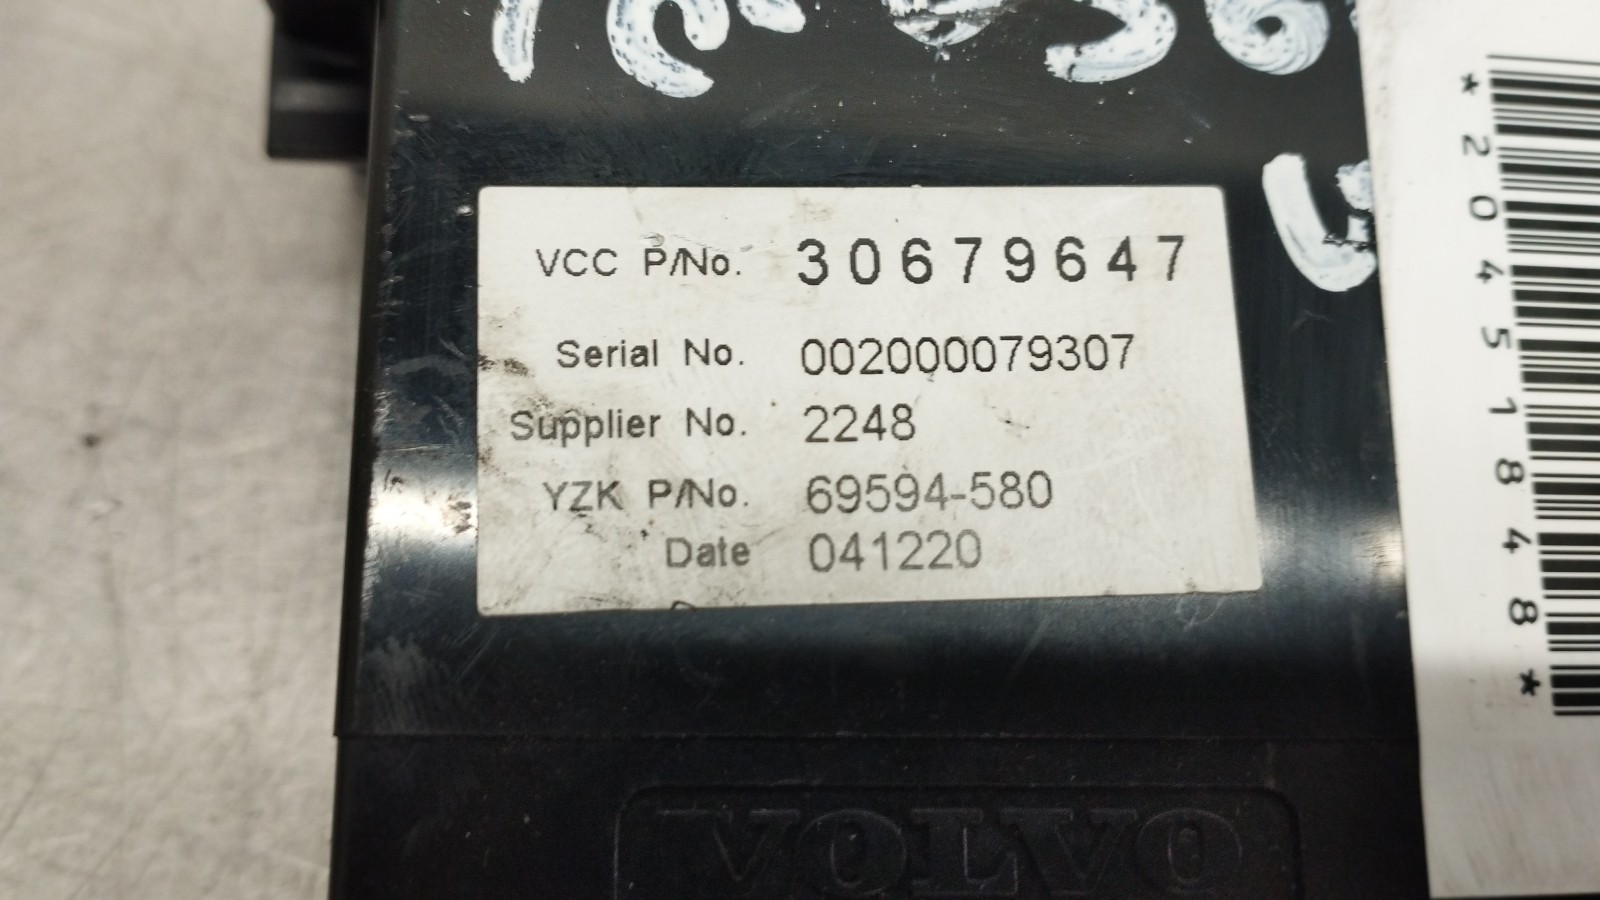 VCC P/No. 30679647
Serial No. 002000079307
Supplier No. 2248
YZK P/No. 69594-580
Date 041220
VOLVO
*20451848*